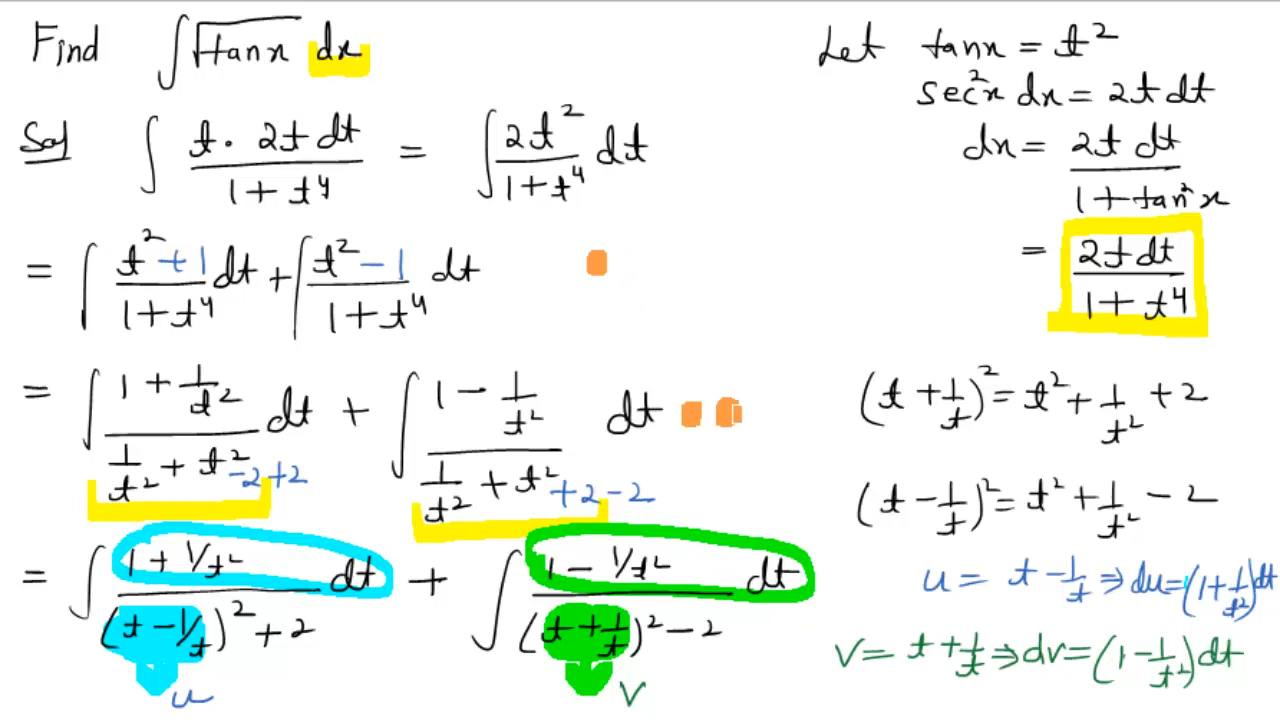 Find ∫√tanx dx
Sol ∫ t · 2t dt / 1 + t⁴ = ∫ 2t² / 1 + t⁴ dt
= ∫ t² + 1 / 1 + t⁴ dt + ∫ t² − 1 / 1 + t⁴ dt
= ∫ 1 + 1/t² / 1/t² + t² − 2 + 2 dt + ∫ 1 − 1/t² / 1/t² + t² + 2 − 2 dt
= ∫ 1 + 1/t² / (t − 1/t)² + 2 dt + ∫ 1 − 1/t² / (t + 1/t)² − 2 dt
u v
Let tanx = t²
sec²x dx = 2t dt
dx = 2t dt / 1 + tan²x
= 2t dt / 1 + t⁴
(t + 1/t)² = t² + 1/t² + 2
(t − 1/t)² = t² + 1/t² − 2
u = t − 1/t ⇒ du = (1 + 1/t²) dt
v = t + 1/t ⇒ dv = (1 − 1/t²) dt